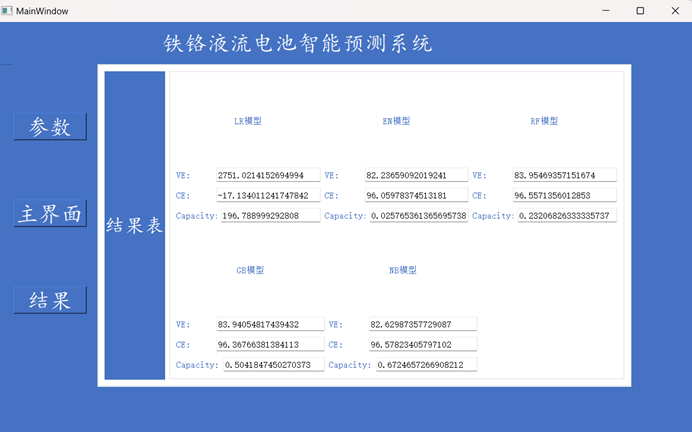 MainWindow
铁铬液流电池智能预测系统
参数
主界面
结果
结果表
LR模型
EN模型
RF模型
VE: 2751.0214152694994 VE: 82.23659092019241 VE: 83.95469357151674
CE: -17.134011241747842 CE: 96.05978374513181 CE: 96.5571356012853
Capacity: 196.788999292808 Capacity: 0.025765361365695738 Capacity: 0.23206826333335737
GB模型
NB模型
VE: 83.94054817439432 VE: 82.62987357729087
CE: 96.36766381384113 CE: 96.57823405797102
Capacity: 0.5041847450270373 Capacity: 0.6724657266908212